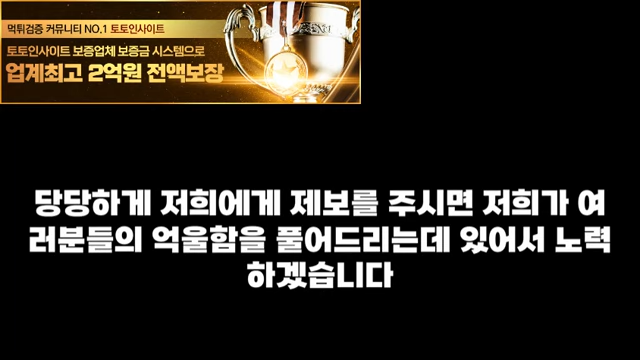 먹튀검증 커뮤니티 NO.1 토토인사이트
토토인사이트 보증업체 보증금 시스템으로
업계최고 2억원 전액보장
당당하게 저희에게 제보를 주시면 저희가 여
러분들의 억울함을 풀어드리는데 있어서 노력
하겠습니다